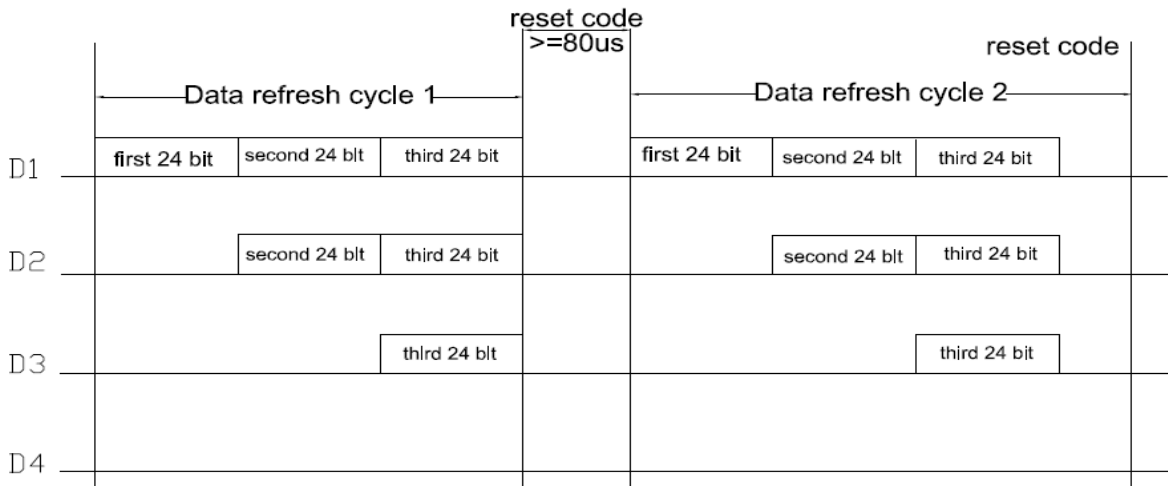 reset code
>=80us
reset code
Data refresh cycle 1
Data refresh cycle 2
D1 first 24 bit second 24 blt third 24 bit first 24 bit second 24 blt third 24 bit
D2 second 24 blt third 24 bit second 24 blt third 24 bit
D3 thlrd 24 blt third 24 bit
D4